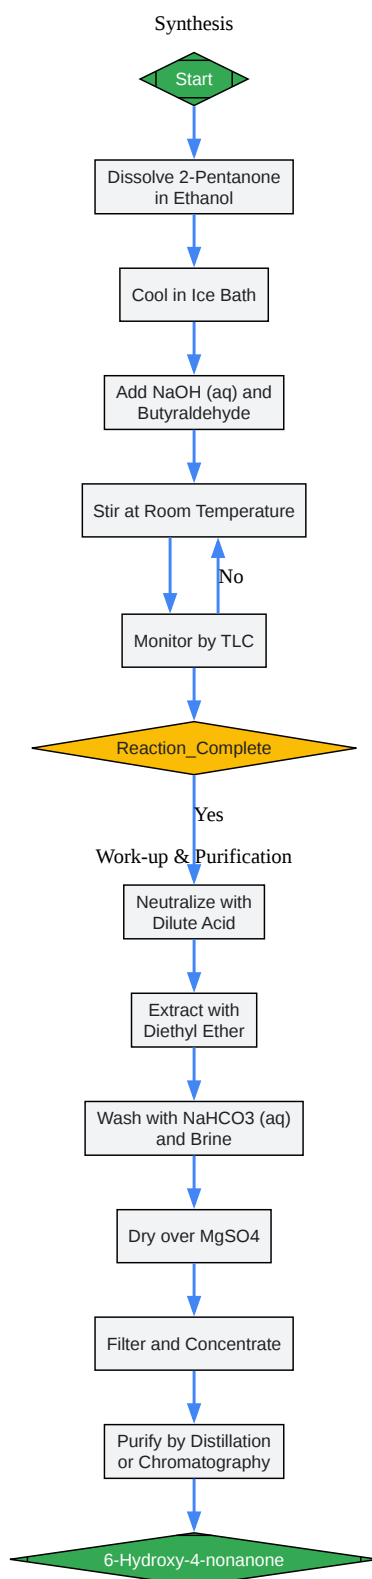 Synthesis
Start
Dissolve 2-Pentanone
in Ethanol
Cool in Ice Bath
Add NaOH (aq) and
Butyraldehyde
Stir at Room Temperature
No
Monitor by TLC
Reaction_Complete
Yes
Work-up & Purification
Neutralize with
Dilute Acid
Extract with
Diethyl Ether
Wash with NaHCO3 (aq)
and Brine
Dry over MgSO4
Filter and Concentrate
Purify by Distillation
or Chromatography
6-Hydroxy-4-nonanone